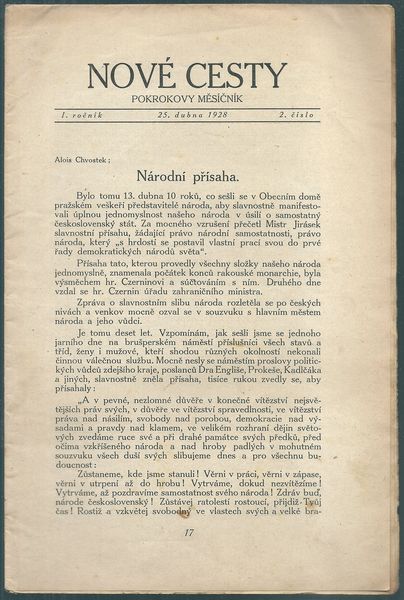 NOVÉ CESTY
POKROKOVY MĚSÍČNÍK
1. ročník 25. dubna 1928 2. číslo
Alois Chvostek :
Národní přísaha.
Bylo tomu 13. dubna 10 roků, co sešli se v Obecním domě
pražském veškeří představitelé národa, aby slavnostně manifesto-
vali úplnou jednomyslnost našeho národa v úsilí o samostatný
československý stát. Za mocného vzrušení přečetl Mistr Jirásek
slavnostní přísahu, žádající právo národní samostatnosti, právo
národa, který „s hrdostí se postavil vlastní prací svou do prvé
řady demokratických národů světa“.
Přísaha tato, kterou provedly všechny složky našeho národa
jednomyslně, znamenala počátek konců rakouské monarchie, byla
výsměchem hr. Czerninovi a súčtováním s ním. Druhého dne
vzdal se hr. Czernin úřadu zahraničního ministra.
Zpráva o slavnostním slibu národa rozletěla se po českých
nivách a venkov mocně ozval se v souzvuku s hlavním městem
národa a jeho vůdci.
Je tomu deset let. Vzpomínám, jak sešli jsme se jednoho
jarního dne na brušperském náměstí příslušníci všech stavů a
tříd, ženy i mužové, kteří shodou různých okolností nekonali
činnou válečnou službu. Mocně nesly se náměstím proslovy politic-
kých vůdců zdejšího kraje, poslanců Dra Engliše, Prokeše, Kadlčáka
a jiných, slavnostně zněla přísaha, tisíce rukou zvedly se, aby
přísahaly :
„A v pevné, nezlomné důvěře v konečné vítězství nejsvě-
tějších práv svých, v důvěře ve vítězství spravedlnosti, ve vítězství
práva nad násilím, svobody nad porobou, demokracie nad vý-
sadami a pravdy nad klamem, ve velikém rozhraní dějin světo-
vých zvedáme ruce své a při drahé památce svých předků, před
očima vzkříšeného národa a nad hroby padlých v mohutném
souzvuku všech duší svých slibujeme dnes a pro všechnu bu-
doucnost :
Zůstaneme, kde jsme stanuli! Věrni v práci, věrni v zápase,
věrni v utrpení až do hrobu! Vytrváme, dokud nezvítězíme!
Vytrváme, až pozdravíme samostatnost svého národa! Zdráv buď,
národe československý! Zůstávej ratolestí rostoucí, přijdiž Tvůj
čas! Rostiž a vzkvétej svobodný ve vlastech svých a velké bra-
17